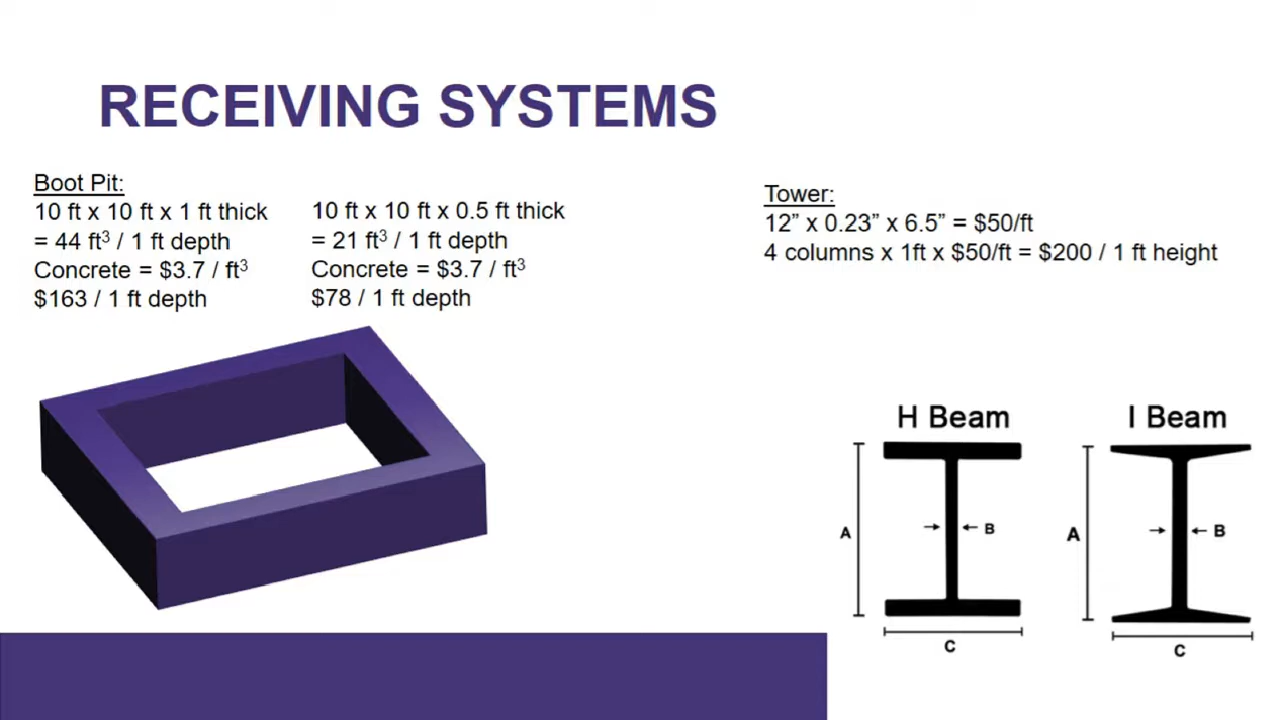 RECEIVING SYSTEMS
Boot Pit:
10 ft x 10 ft x 1 ft thick
= 44 ft³ / 1 ft depth
Concrete = $3.7 / ft³
$163 / 1 ft depth
10 ft x 10 ft x 0.5 ft thick
= 21 ft³ / 1 ft depth
Concrete = $3.7 / ft³
$78 / 1 ft depth
Tower:
12” x 0.23” x 6.5” = $50/ft
4 columns x 1ft x $50/ft = $200 / 1 ft height
H Beam
A
B
C
I Beam
A
B
C